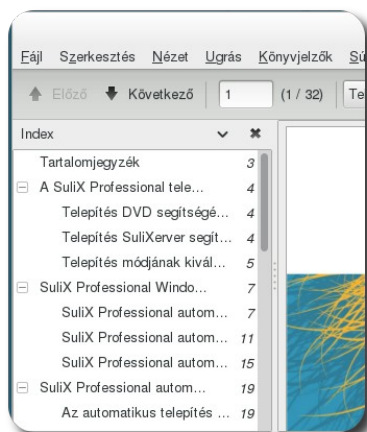 Fájl Szerkesztés Nézet Ugrás Könyvjelzők Sú
Előző Következő 1 (1 / 32) Te
Index
Tartalomjegyzék 3
A SuliX Professional tele... 4
Telepítés DVD segítségé... 4
Telepítés SuliXerver segít... 4
Telepítés módjának kivál... 5
SuliX Professional Windo... 7
SuliX Professional autom... 7
SuliX Professional autom... 11
SuliX Professional autom... 15
SuliX Professional autom... 19
Az automatikus telepítés ... 19